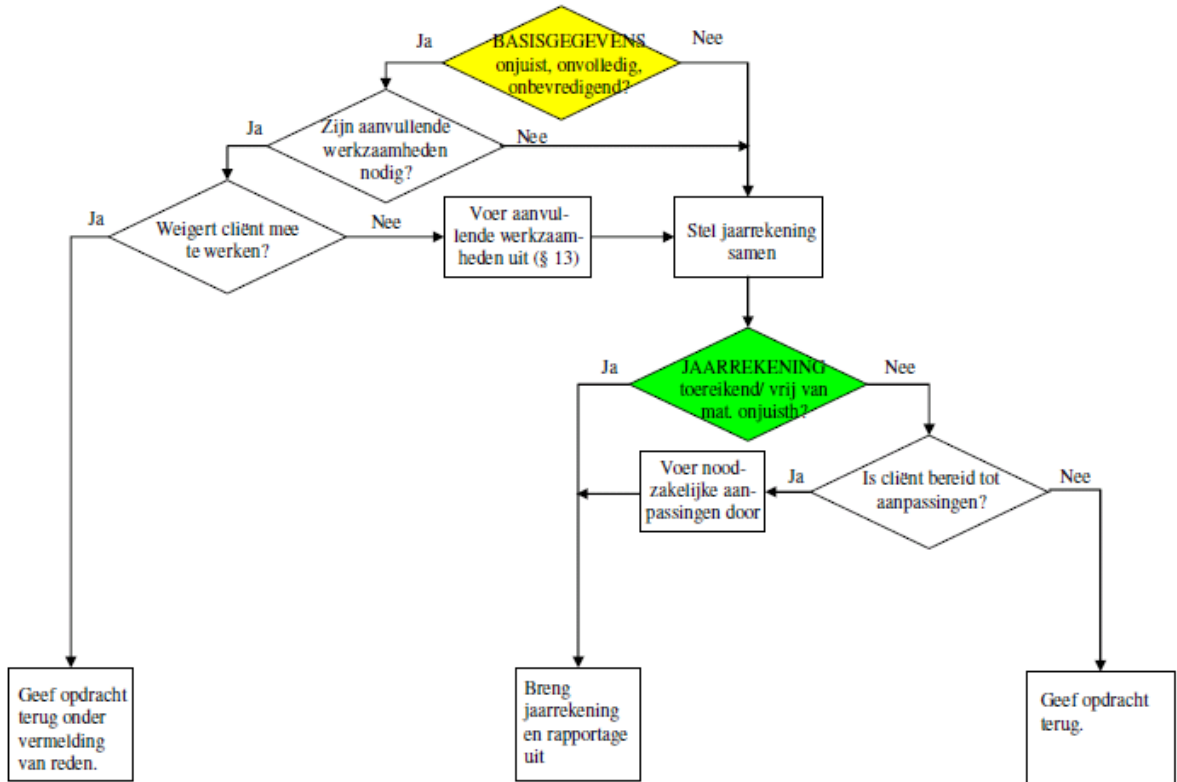 Ja
BASISGEGEVENS
onjuist, onvolledig,
onbevredigend?
Nee
Ja
Zijn aanvullende
werkzaamheden
nodig?
Nee
Ja
Weigert cliënt mee
te werken?
Nee
Voer aanvul-
lende werkzaam-
heden uit (§ 13)
Stel jaarrekening
samen
Ja
JAARREKENING
toereikend/ vrij van
mat. onjuisth?
Nee
Voer nood-
zakelijke aan-
passingen door
Ja
Is cliënt bereid tot
aanpassingen?
Nee
Geef opdracht
terug onder
vermelding
van reden.
Breng
jaarrekening
en rapportage
uit
Geef opdracht
terug.